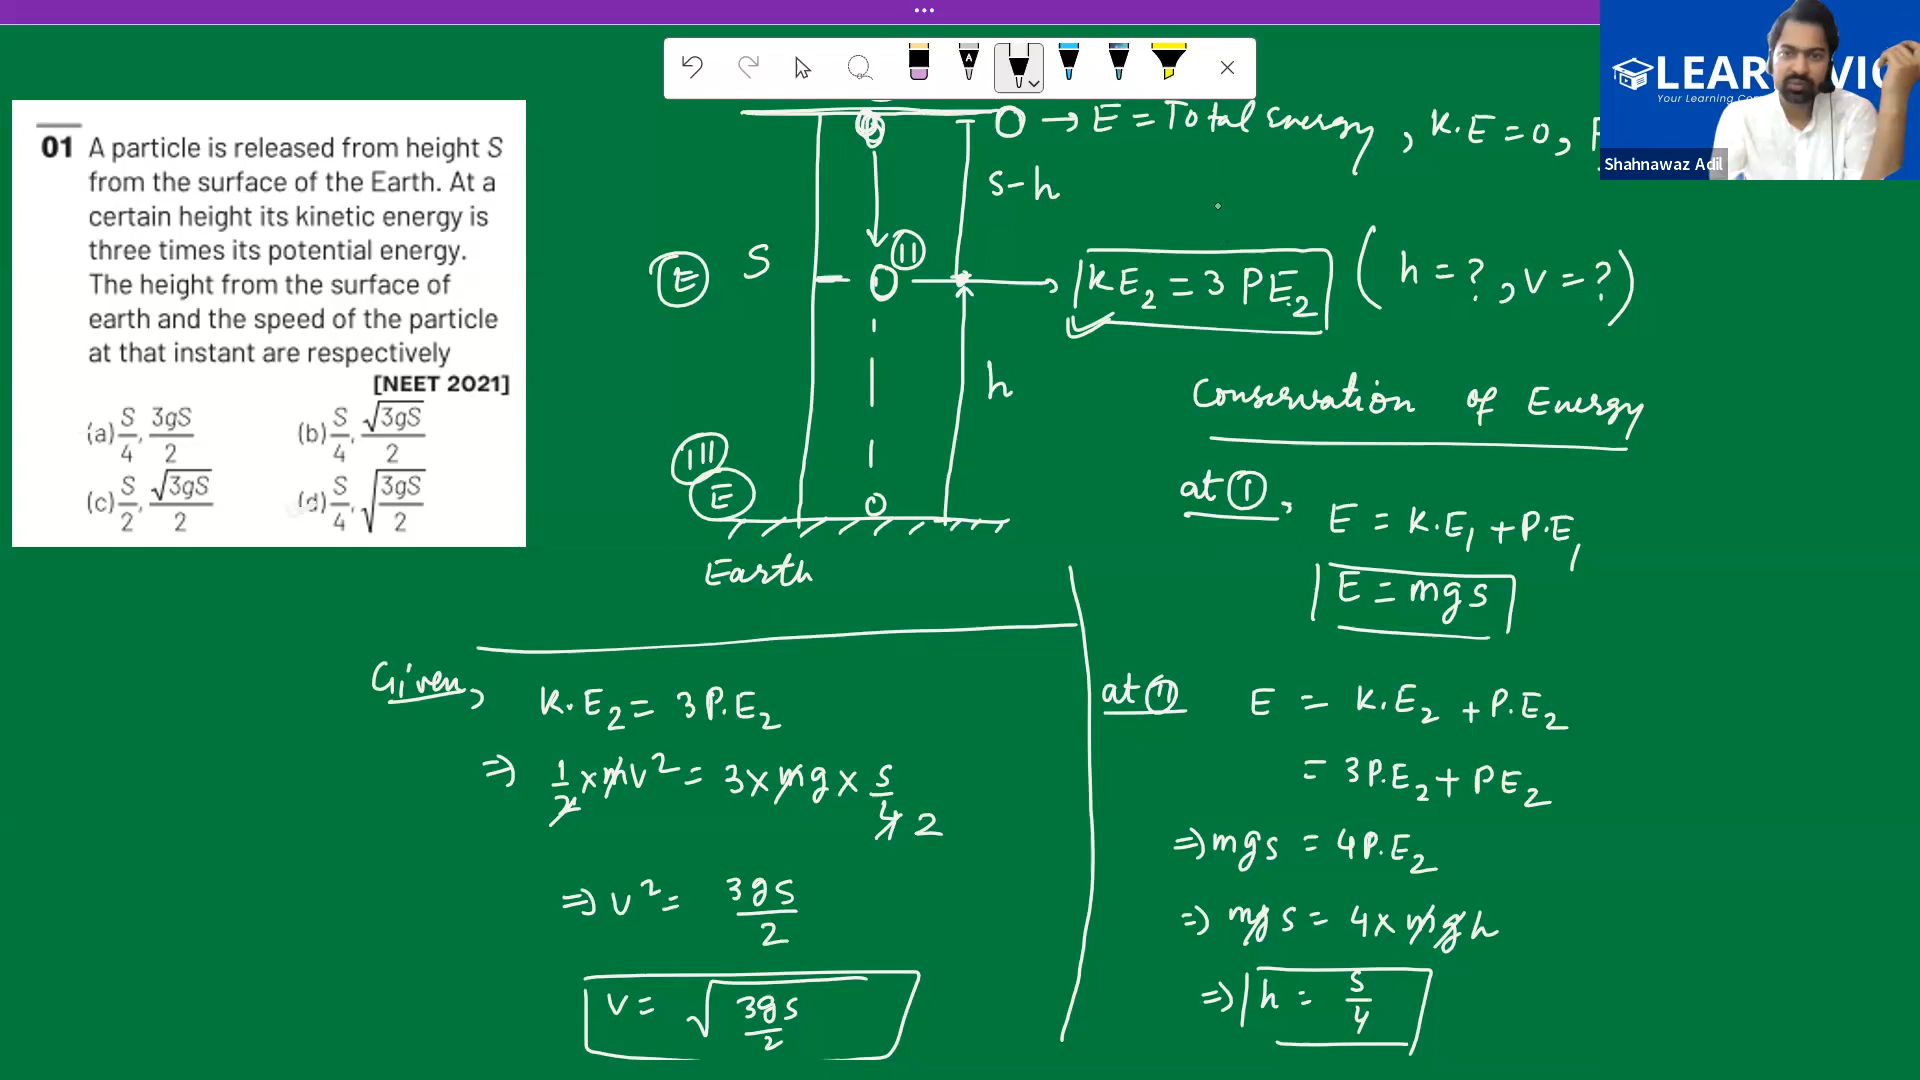 01 A particle is released from height S
from the surface of the Earth. At a
certain height its kinetic energy is
three times its potential energy.
The height from the surface of
earth and the speed of the particle
at that instant are respectively
[NEET 2021]
(a) S/4, 3gS/2
(b) S/4, √3gS/2
(c) S/2, √3gS/2
(d) S/4, √(3gS/2)
A
→ E = Total Energy, K.E = 0, P
S-h
S
E
II
KE₂ = 3 PE₂ (h = ?, v = ?)
h
III
E
Earth
Conservation of Energy
at I, E = K.E₁ + P.E₁
E = mgs
at II E = K.E₂ + P.E₂
= 3P.E₂ + PE₂
⇒ mgs = 4P.E₂
⇒ mgs = 4 x mgh
⇒ h = s/4
Given, K.E₂ = 3P.E₂
⇒ 1/2 x mv² = 3 x mg x s/4 2
⇒ v² = 3gs/2
v = √(3gs/2)
LEAR VIC
Your Learning Co
Shahnawaz Adil